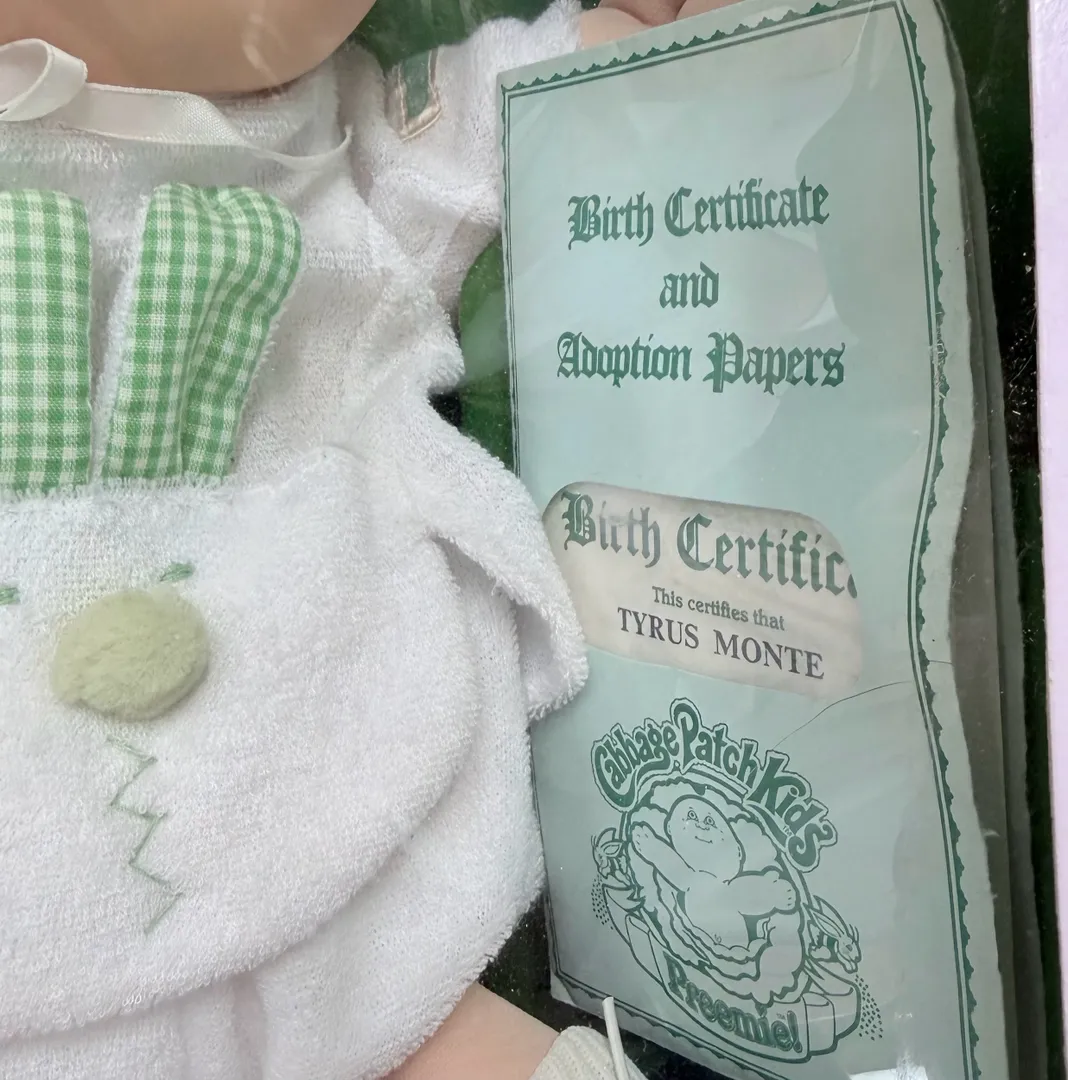 Birth Certificate
and
Adoption Papers
Birth Certific
This certifies that
TYRUS MONTE
Cabbage Patch Kids
Preemie!